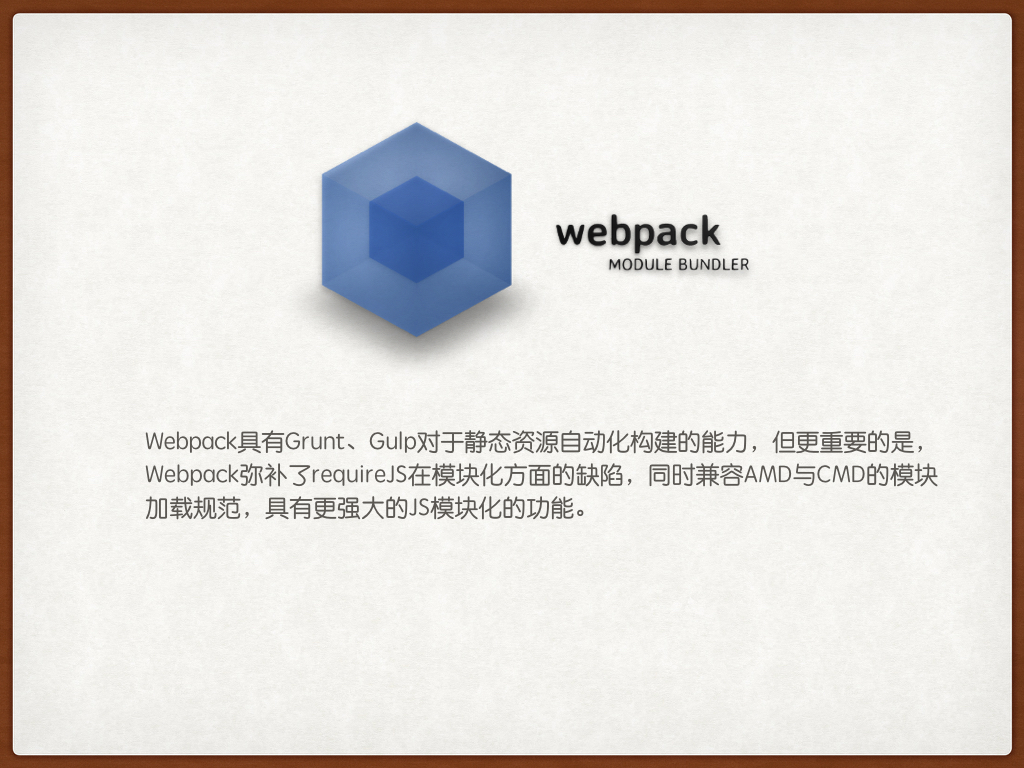 webpack
MODULE BUNDLER
Webpack具有Grunt、Gulp对于静态资源自动化构建的能力，但更重要的是，
Webpack弥补了requireJS在模块化方面的缺陷，同时兼容AMD与CMD的模块
加载规范，具有更强大的JS模块化的功能。